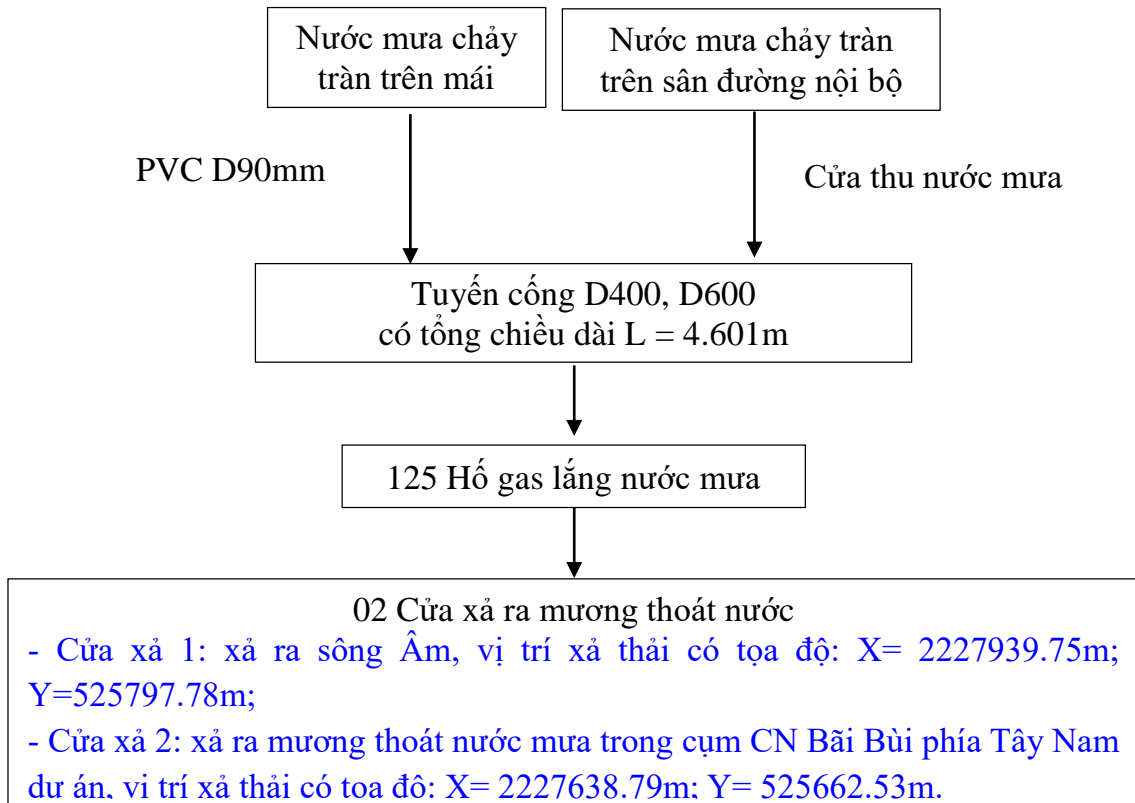 Nước mưa chảy
tràn trên mái
Nước mưa chảy tràn
trên sân đường nội bộ
PVC D90mm
Cửa thu nước mưa
Tuyến cống D400, D600
có tổng chiều dài L = 4.601m
125 Hố gas lắng nước mưa
02 Cửa xả ra mương thoát nước
- Cửa xả 1: xả ra sông Âm, vị trí xả thải có tọa độ: X= 2227939.75m;
Y=525797.78m;
- Cửa xả 2: xả ra mương thoát nước mưa trong cụm CN Bãi Bùi phía Tây Nam
dự án, vị trí xả thải có tọa độ: X= 2227638.79m; Y= 525662.53m.